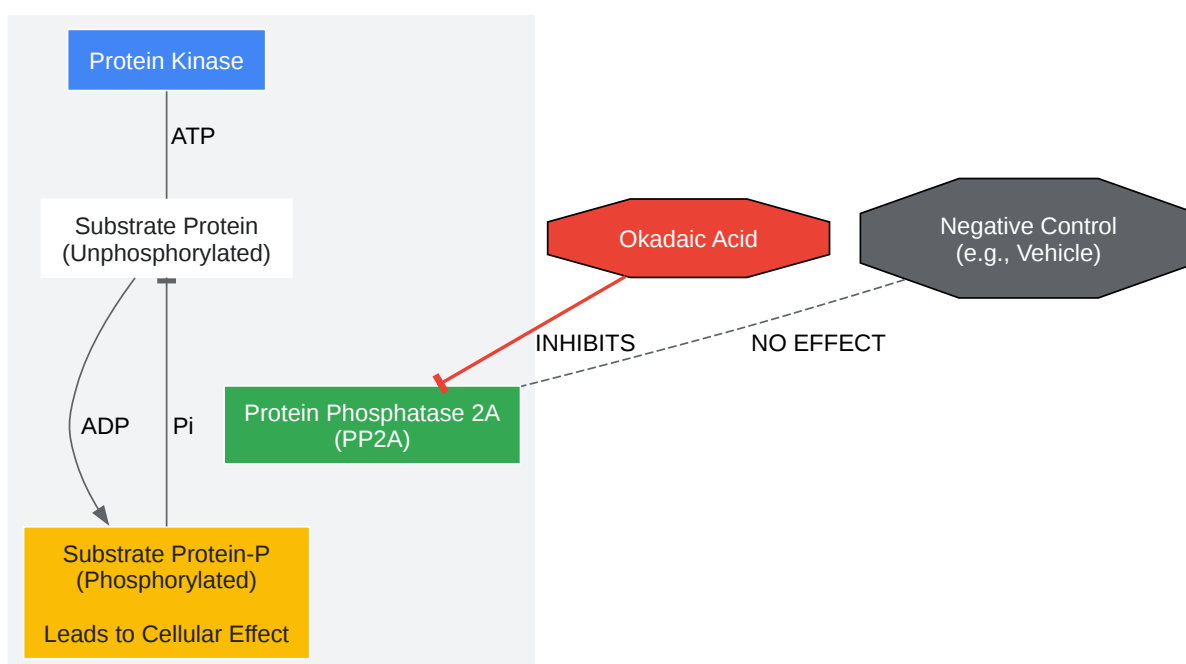 Protein Kinase
ATP
Substrate Protein
(Unphosphorylated)
Okadaic Acid
Negative Control
(e.g., Vehicle)
INHIBITS
NO EFFECT
ADP
Pi
Protein Phosphatase 2A
(PP2A)
Substrate Protein-P
(Phosphorylated)
Leads to Cellular Effect